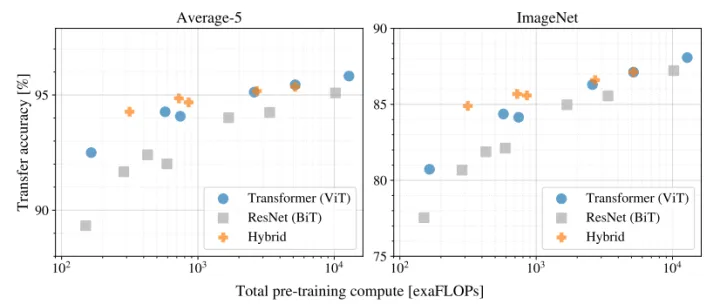 Average-5
ImageNet
Transfer accuracy [%]
95
90
10²
10³
10⁴
Transformer (ViT)
ResNet (BiT)
Hybrid
90
85
80
75
10²
10³
10⁴
Transformer (ViT)
ResNet (BiT)
Hybrid
Total pre-training compute [exaFLOPs]